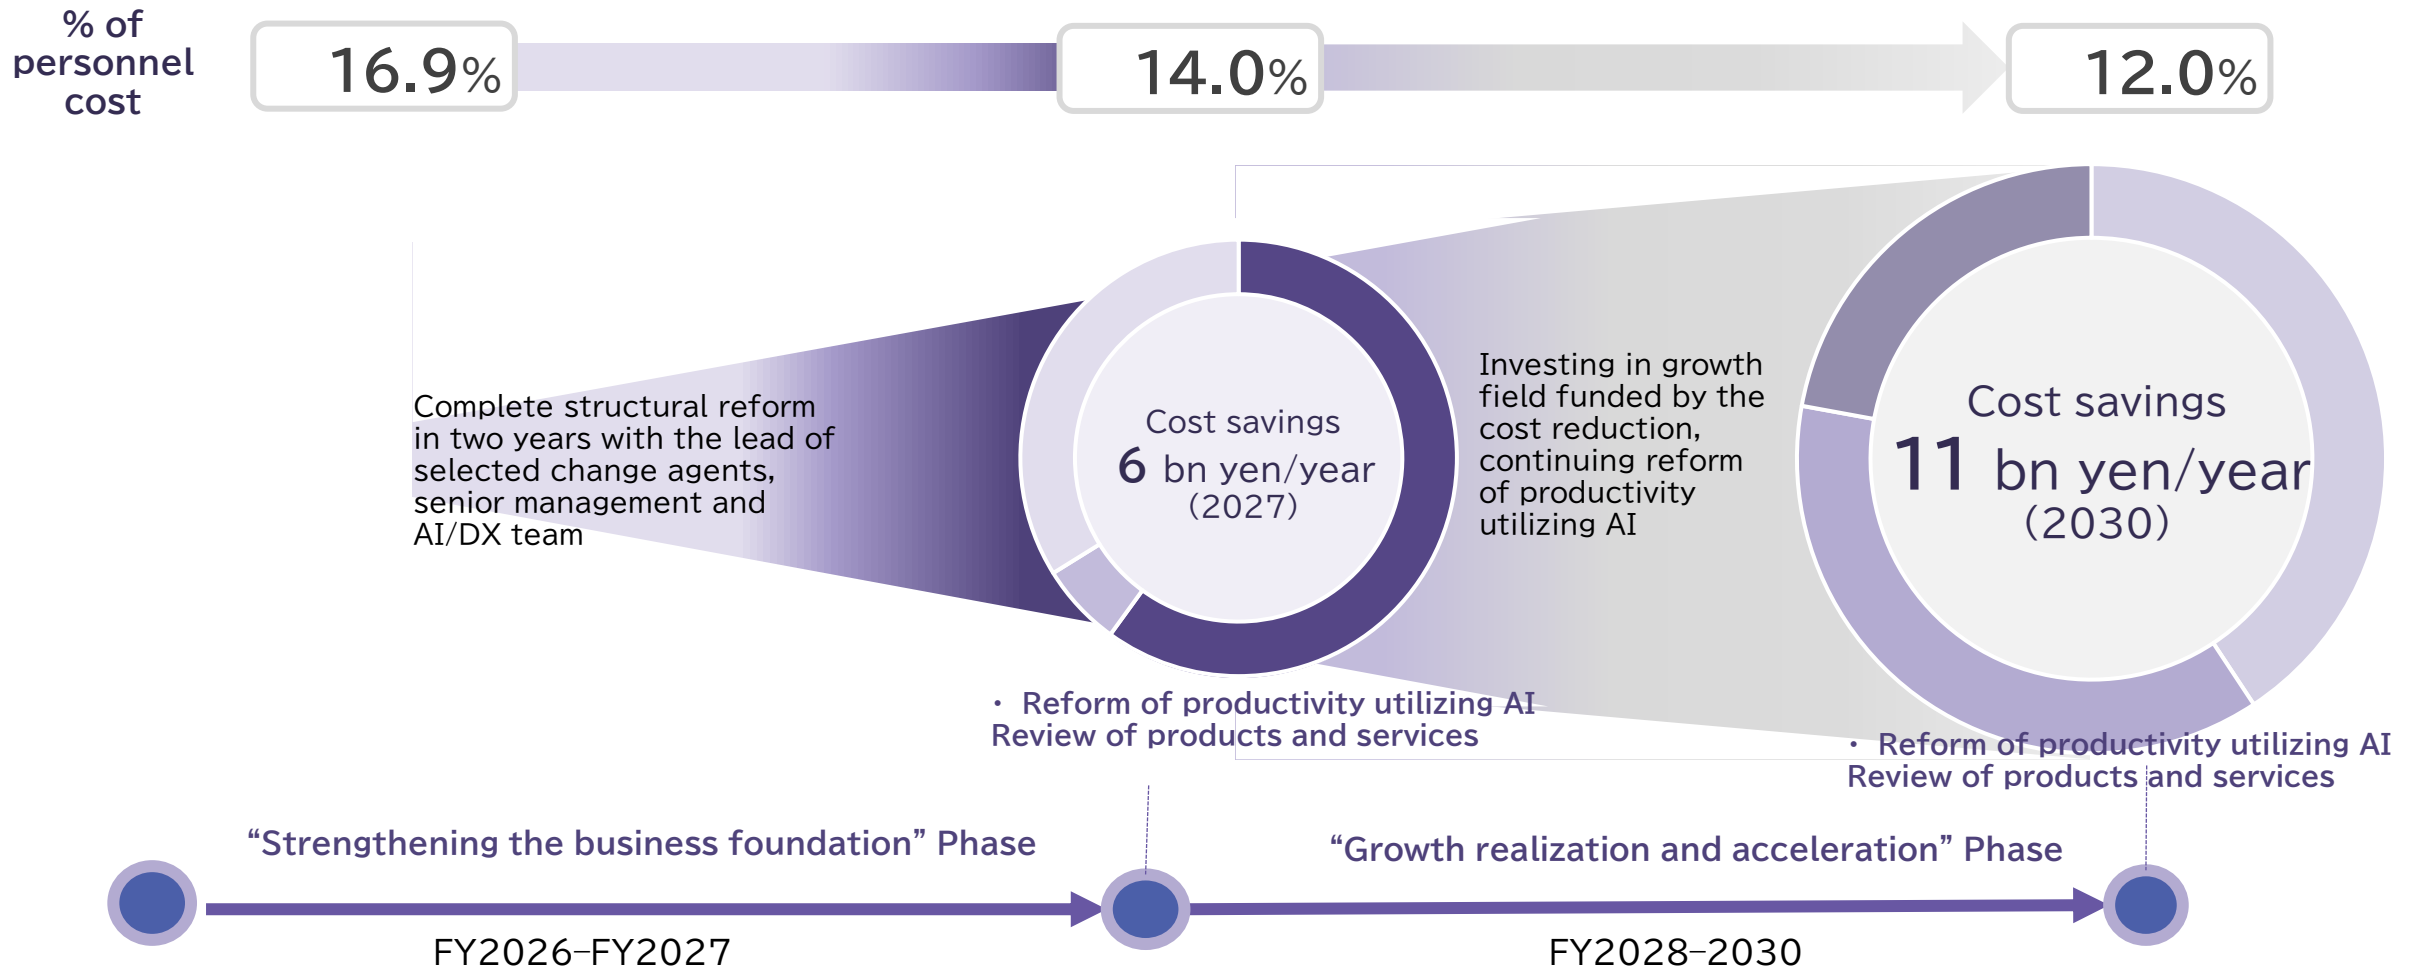 % of
personnel
cost
16.9%
14.0%
12.0%
Complete structural reform
in two years with the lead of
selected change agents,
senior management and
AI/DX team
Cost savings
6 bn yen/year
(2027)
Investing in growth
field funded by the
cost reduction,
continuing reform
of productivity
utilizing AI
Cost savings
11 bn yen/year
(2030)
・ Reform of productivity utilizing AI
Review of products and services
・ Reform of productivity utilizing AI
Review of products and services
“Strengthening the business foundation” Phase
“Growth realization and acceleration” Phase
FY2026–FY2027
FY2028–2030